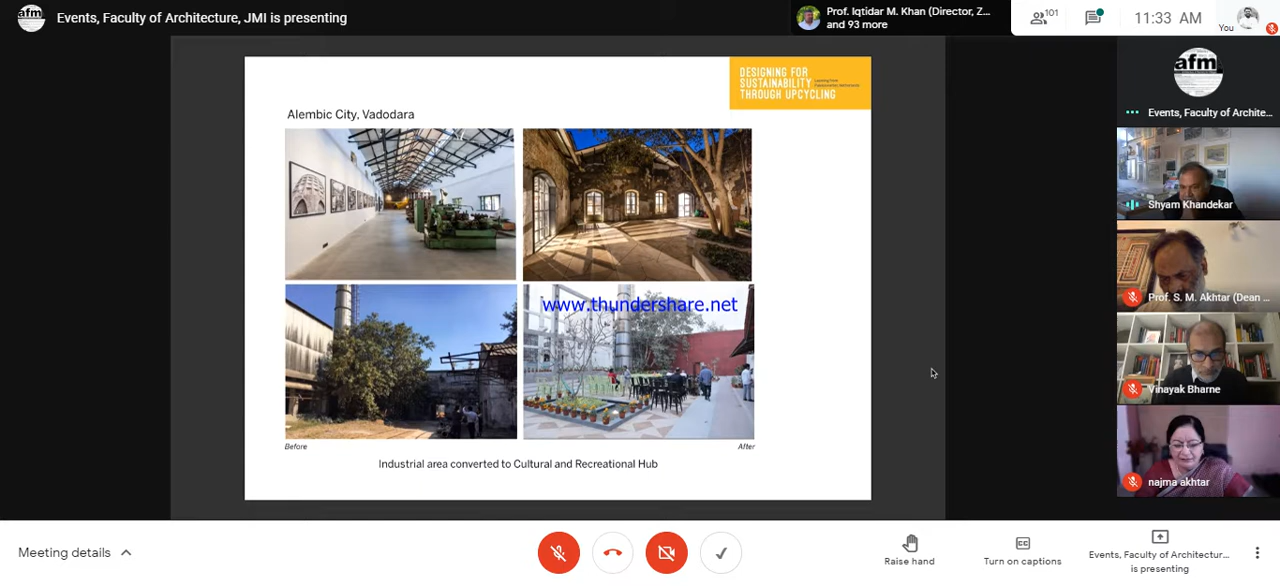 afm
Events, Faculty of Architecture, JMI is presenting
Prof. Iqtidar M. Khan (Director, Z...
and 93 more
101
11:33 AM
You
DESIGNING FOR
SUSTAINABILITY
THROUGH UPCYCLING
Alembic City, Vadodara
www.thundershare.net
Before
After
Industrial area converted to Cultural and Recreational Hub
afm
Events, Faculty of Archite...
Shyam Khandekar
Prof. S. M. Akhtar (Dean ...
Vinayak Bharne
najma akhtar
Meeting details
Raise hand
Turn on captions
Events, Faculty of Architectur...
is presenting